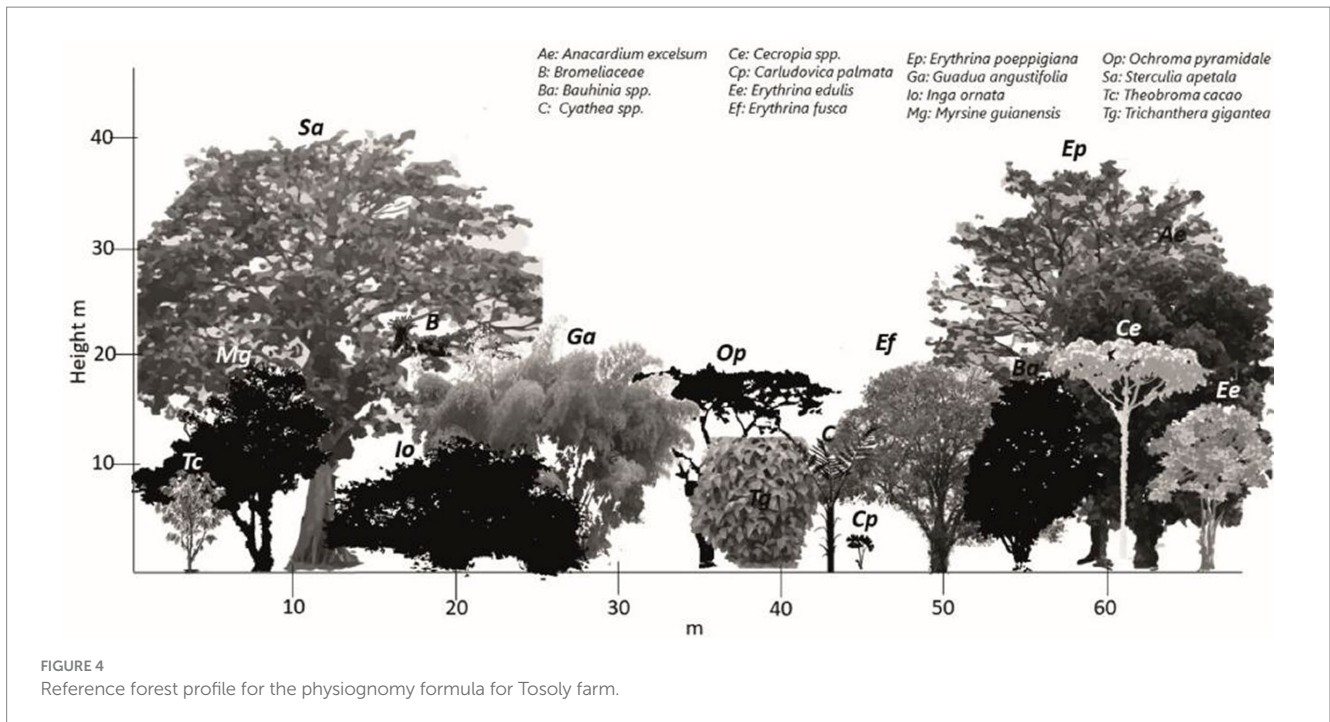 Ae: Anacardium excelsum
B: Bromeliaceae
Ba: Bauhinia spp.
C: Cyathea spp.
Ce: Cecropia spp.
Cp: Carludovica palmata
Ee: Erythrina edulis
Ef: Erythrina fusca
Ep: Erythrina poeppigiana
Ga: Guadua angustifolia
Io: Inga ornata
Mg: Myrsine guianensis
Op: Ochroma pyramidale
Sa: Sterculia apetala
Tc: Theobroma cacao
Tg: Trichanthera gigantea
Height m
40
30
20
10
Sa
Ep
Ae
B
Mg
Ga
Op
Ef
Ce
Ba
Ee
Io
Tc
C
Tg
Cp
10
20
30
40
50
60
m
FIGURE 4
Reference forest profile for the physiognomy formula for Tosoly farm.